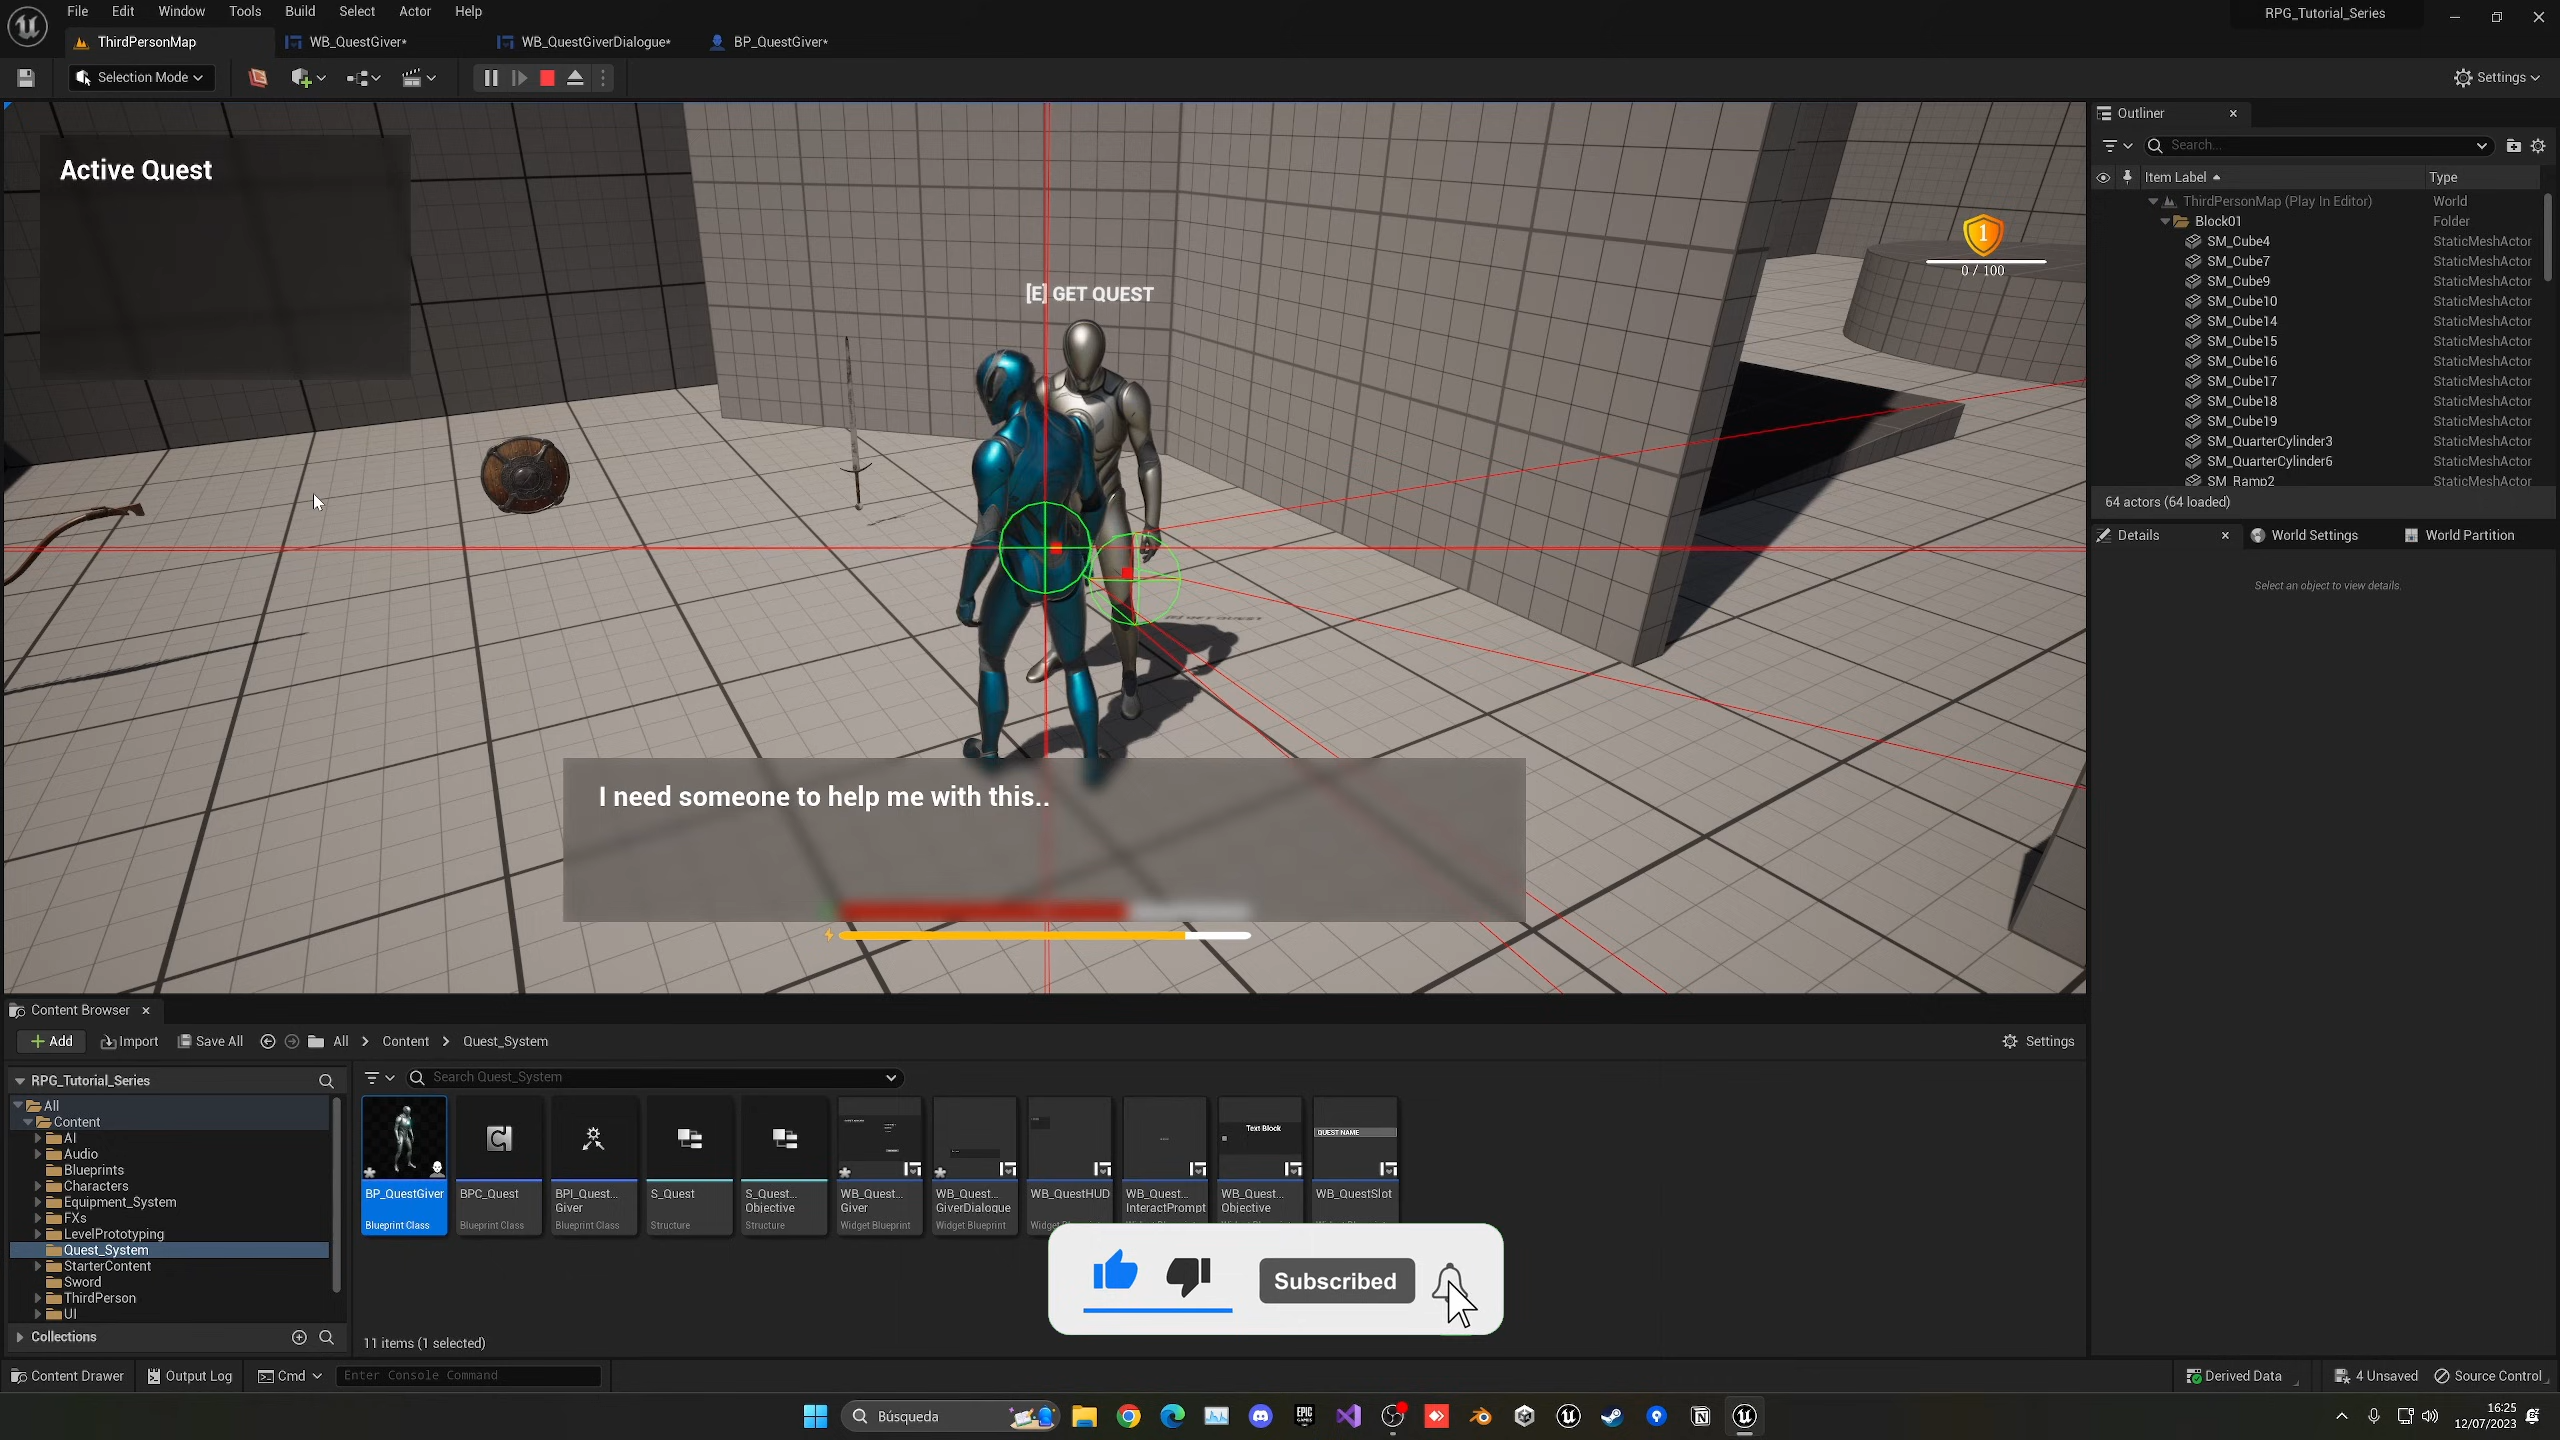 File Edit Window Tools Build Select Actor Help
RPG_Tutorial_Series
ThirdPersonMap WB_QuestGiver* WB_QuestGiverDialogue* BP_QuestGiver*
Selection Mode
Settings
Active Quest
[E] GET QUEST
1
0 / 100
I need someone to help me with this..
Outliner
Search...
Item Label Type
ThirdPersonMap (Play In Editor) World
Block01 Folder
SM_Cube4 StaticMeshActor
SM_Cube7 StaticMeshActor
SM_Cube9 StaticMeshActor
SM_Cube10 StaticMeshActor
SM_Cube14 StaticMeshActor
SM_Cube15 StaticMeshActor
SM_Cube16 StaticMeshActor
SM_Cube17 StaticMeshActor
SM_Cube18 StaticMeshActor
SM_Cube19 StaticMeshActor
SM_QuarterCylinder3 StaticMeshActor
SM_QuarterCylinder6 StaticMeshActor
SM_Ramp2 StaticMeshActor
64 actors (64 loaded)
Details World Settings World Partition
Select an object to view details.
Content Browser
Add Import Save All All Content Quest_System
Settings
RPG_Tutorial_Series
Search Quest_System
All
Content
AI
Audio
Blueprints
Characters
Equipment_System
FXs
LevelPrototyping
Quest_System
StarterContent
Sword
ThirdPerson
UI
Collections
Text Block
QUEST NAME
BP_QuestGiver
Blueprint Class
BPC_Quest
Blueprint Class
BPI_Quest...
Giver
Blueprint Class
S_Quest
Structure
S_Quest...
Objective
Structure
WB_Quest...
Giver
Widget Blueprint
WB_Quest...
GiverDialogue
Widget Blueprint
WB_QuestHUD
WB_Quest...
InteractPrompt
WB_Quest...
Objective
WB_QuestSlot
Subscribed
11 items (1 selected)
Content Drawer Output Log Cmd Enter Console Command
Derived Data 4 Unsaved Source Control
Búsqueda
EPIC GAMES
16:25
12/07/2023